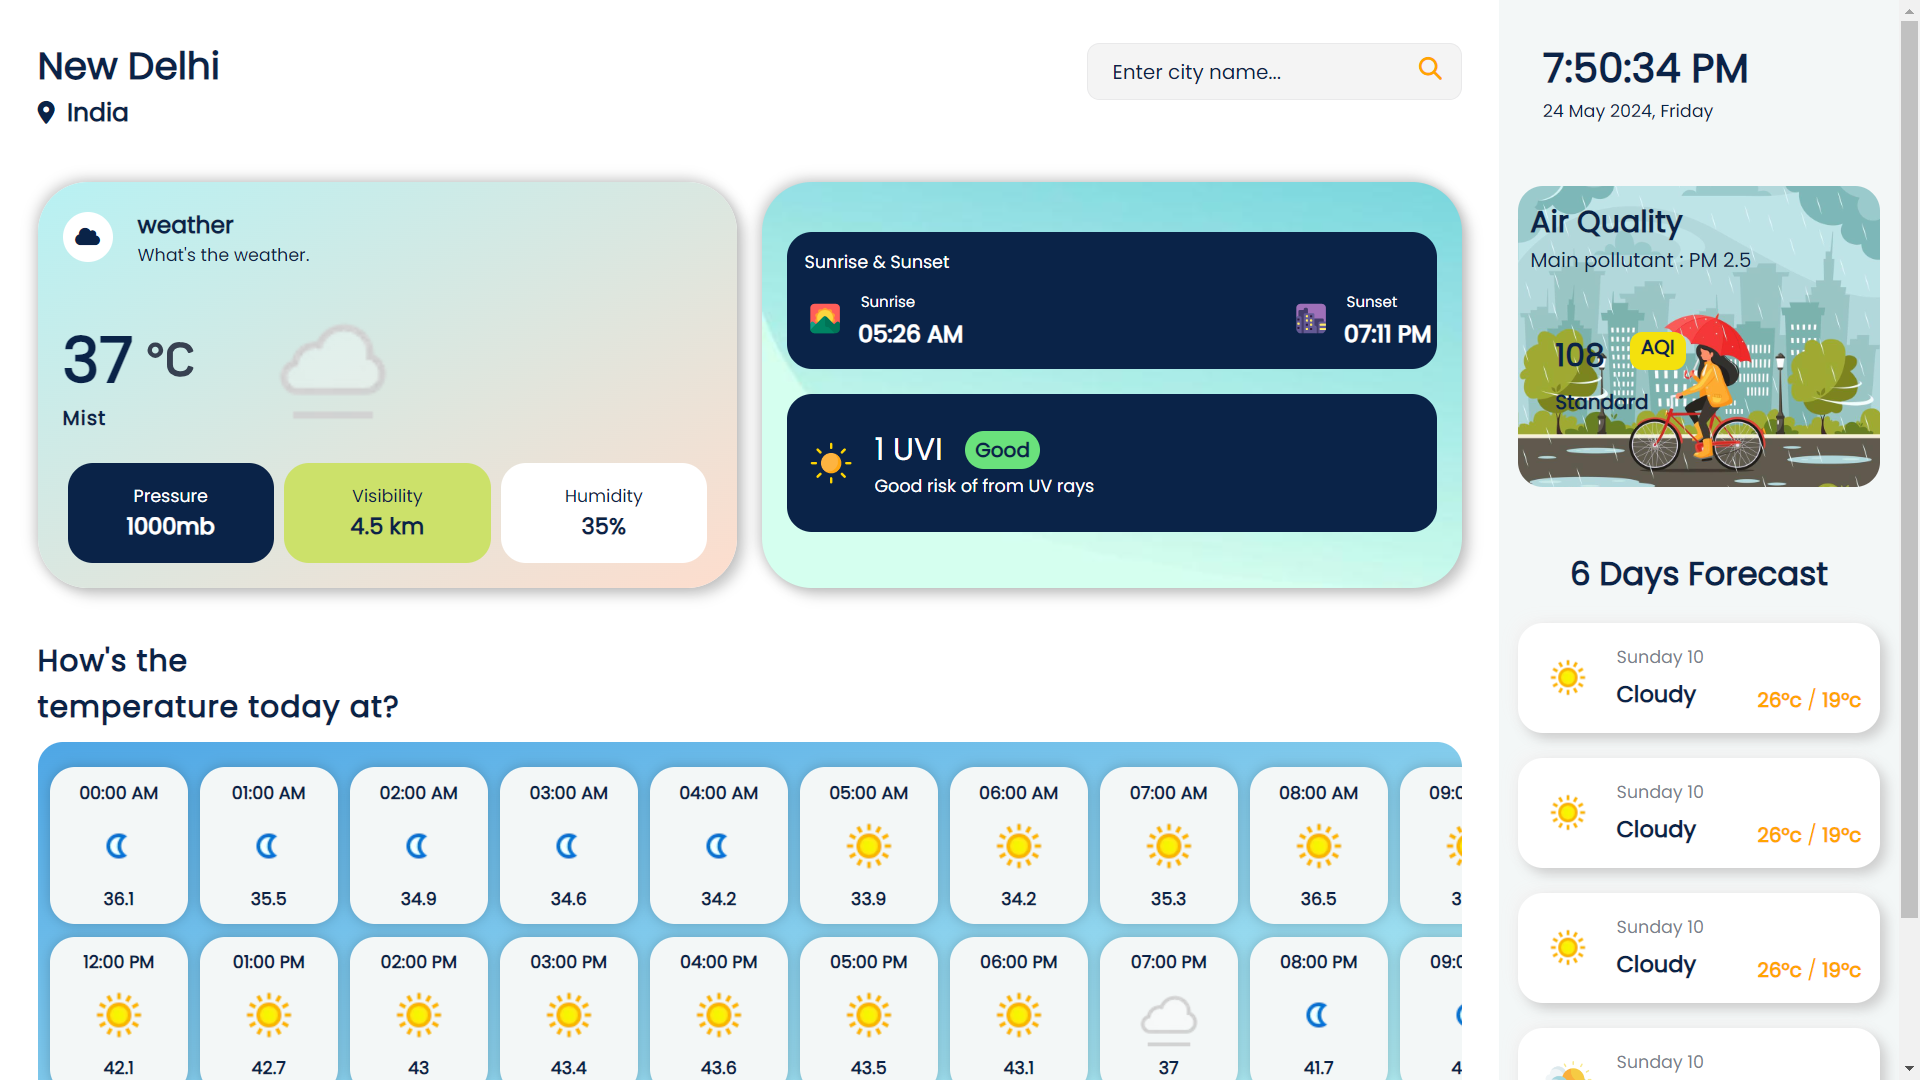 New Delhi
India
Enter city name...
7:50:34 PM
24 May 2024, Friday
weather
What's the weather.
37 °C
Mist
Pressure
1000mb
Visibility
4.5 km
Humidity
35%
Sunrise & Sunset
Sunrise
05:26 AM
Sunset
07:11 PM
1 UVI Good
Good risk of from UV rays
Air Quality
Main pollutant : PM 2.5
108 AQI
Standard
6 Days Forecast
Sunday 10
Cloudy
26°c / 19°c
Sunday 10
Cloudy
26°c / 19°c
Sunday 10
Cloudy
26°c / 19°c
Sunday 10
How's the
temperature today at?
00:00 AM 01:00 AM 02:00 AM 03:00 AM 04:00 AM 05:00 AM 06:00 AM 07:00 AM 08:00 AM
36.1 35.5 34.9 34.6 34.2 33.9 34.2 35.3 36.5
12:00 PM 01:00 PM 02:00 PM 03:00 PM 04:00 PM 05:00 PM 06:00 PM 07:00 PM 08:00 PM
42.1 42.7 43 43.4 43.6 43.5 43.1 37 41.7